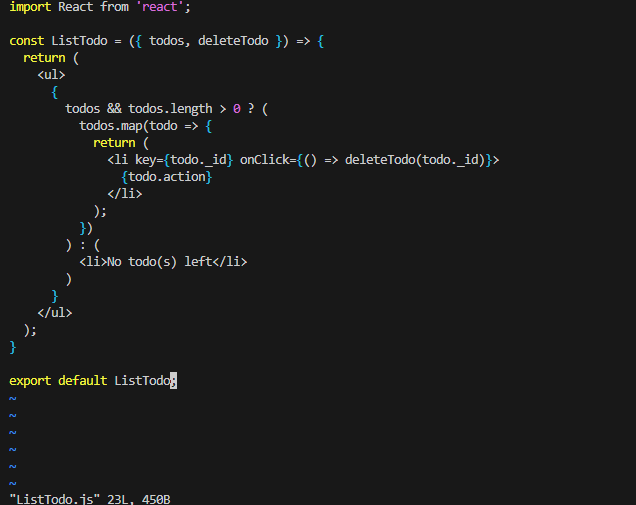 import React from 'react';

const ListTodo = ({ todos, deleteTodo }) => {
  return (
    <ul>
      {
        todos && todos.length > 0 ? (
          todos.map(todo => {
            return (
              <li key={todo._id} onClick={() => deleteTodo(todo._id)}>
                {todo.action}
              </li>
            );
          })
        ) : (
          <li>No todo(s) left</li>
        )
      }
    </ul>
  );
}

export default ListTodo;
~
~
~
~
~
~
"ListTodo.js" 23L, 450B